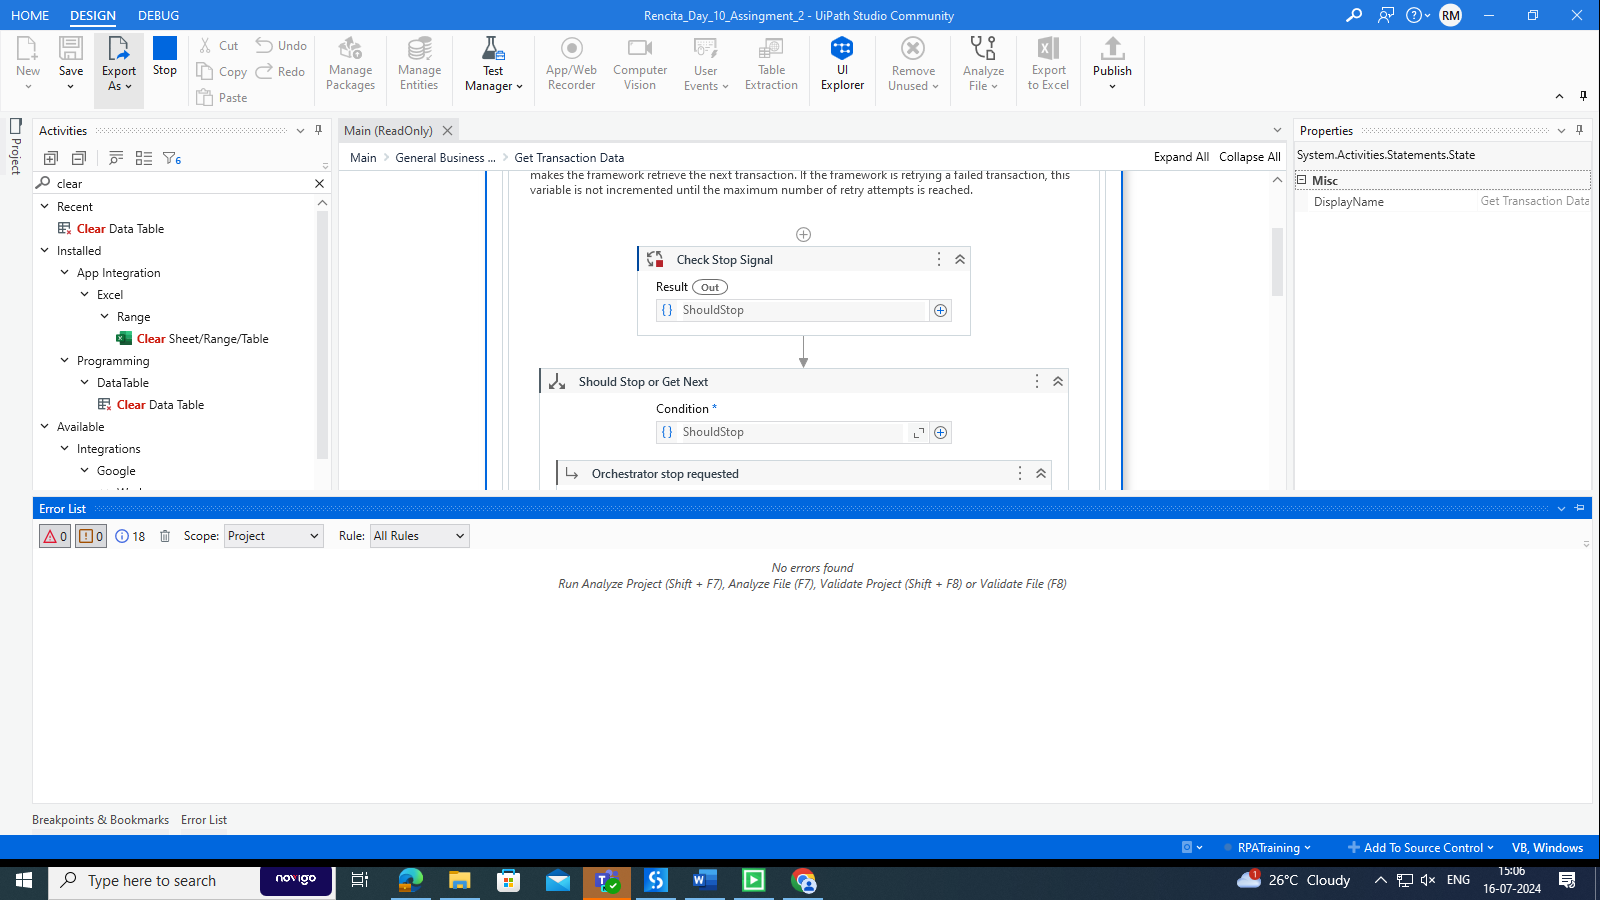 HOME DESIGN DEBUG Rencita_Day_10_Assingment_2 - UiPath Studio Community RM
New Save Export As Stop Cut Copy Paste Undo Redo Manage Packages Manage Entities Test Manager App/Web Recorder Computer Vision User Events Table Extraction UI Explorer Remove Unused Analyze File Export to Excel Publish
Project
Activities
6
clear
Recent
Clear Data Table
Installed
App Integration
Excel
Range
Clear Sheet/Range/Table
Programming
DataTable
Clear Data Table
Available
Integrations
Google
Main (ReadOnly)
Main General Business ... Get Transaction Data Expand All Collapse All
makes the framework retrieve the next transaction. If the framework is retrying a failed transaction, this
variable is not incremented until the maximum number of retry attempts is reached.
Check Stop Signal
Result Out
{} ShouldStop
Should Stop or Get Next
Condition *
{} ShouldStop
Orchestrator stop requested
Properties
System.Activities.Statements.State
Misc
DisplayName Get Transaction Data
Error List
0 0 18 Scope: Project Rule: All Rules
No errors found
Run Analyze Project (Shift + F7), Analyze File (F7), Validate Project (Shift + F8) or Validate File (F8)
Breakpoints & Bookmarks Error List
RPATraining Add To Source Control VB, Windows
Type here to search novigo 1 26°C Cloudy ENG 15:06
16-07-2024